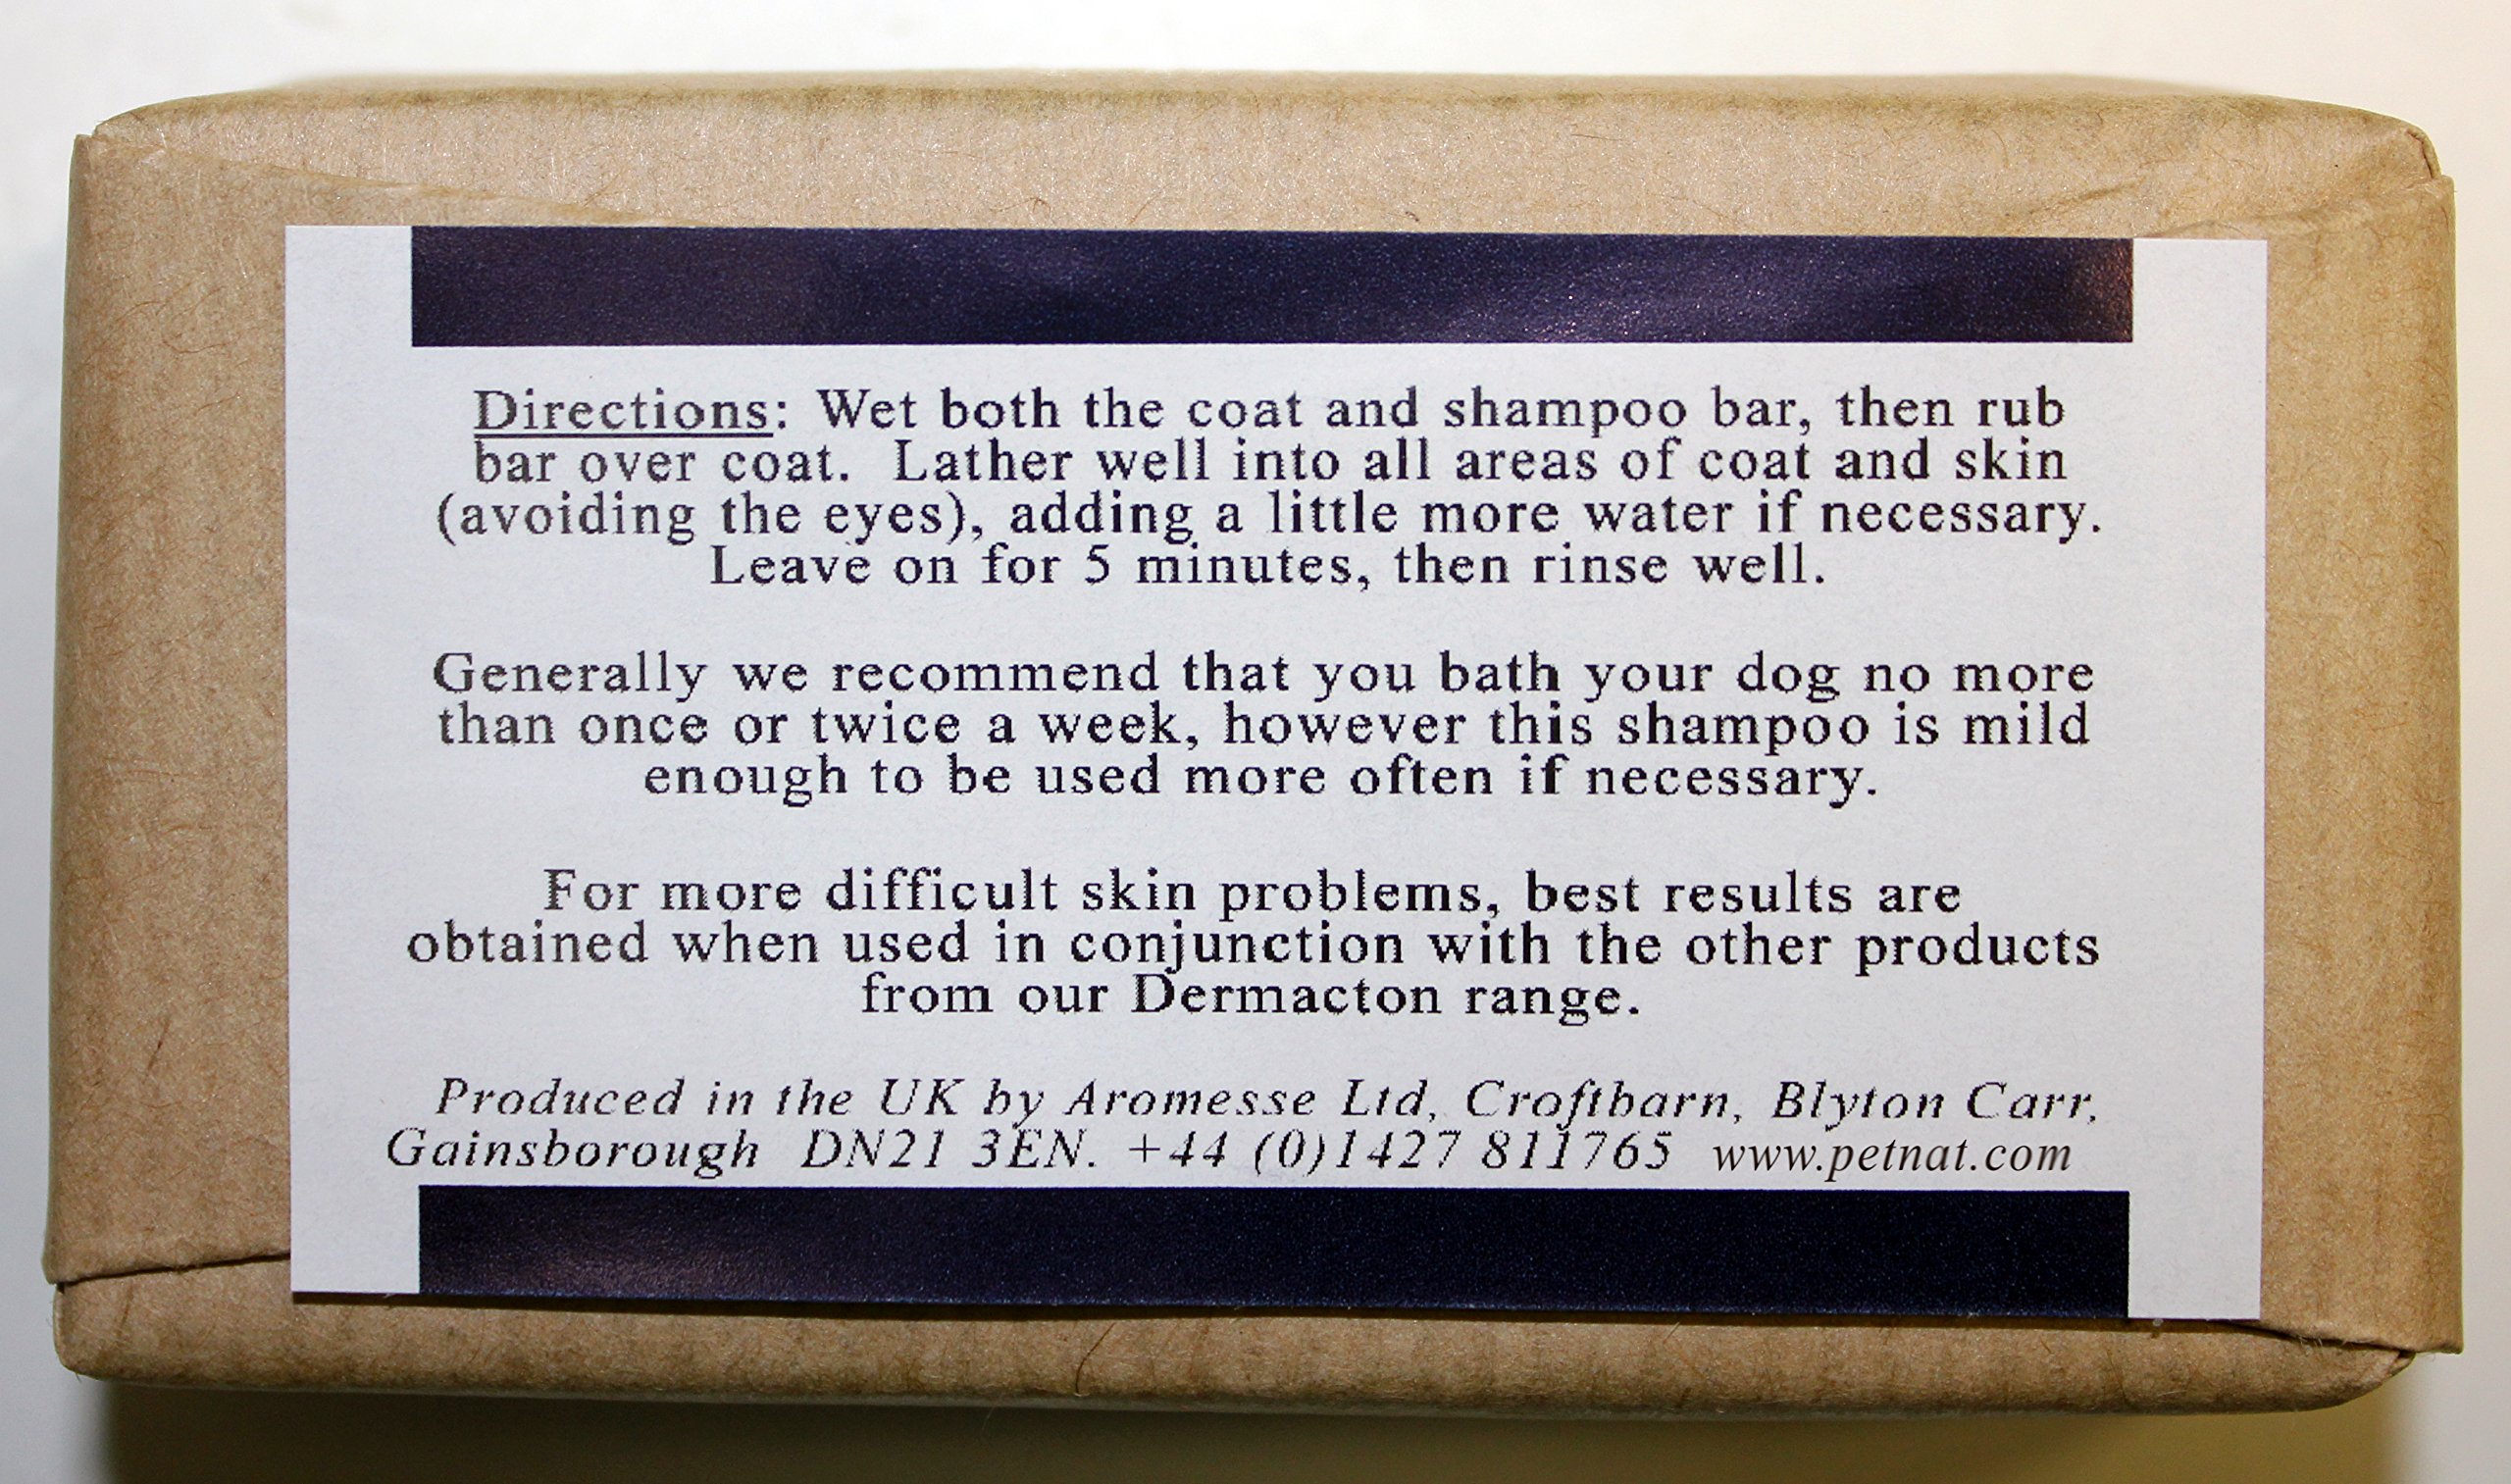 Directions: Wet both the coat and shampoo bar, then rub
bar over coat.  Lather well into all areas of coat and skin
(avoiding the eyes), adding a little more water if necessary.
Leave on for 5 minutes, then rinse well.
Generally we recommend that you bath your dog no more
than once or twice a week, however this shampoo is mild
enough to be used more often if necessary.
For more difficult skin problems, best results are
obtained when used in conjunction with the other products
from our Dermacton range.
Produced in the UK by Aromesse Ltd, Croftbarn, Blyton Carr,
Gainsborough  DN21 3EN. +44 (0)1427 811765  www.petnat.com